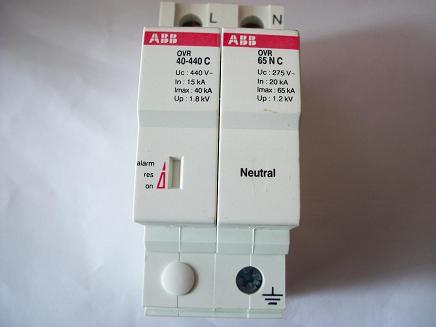 L N
ABB
OVR
40-440 C
Uc : 440 V~
In : 15 kA
Imax : 40 kA
Up : 1.8 kV
alarm
res
on
ABB
OVR
65 N C
Uc : 275 V~
In : 20 kA
Imax : 65 kA
Up : 1.2 kV
Neutral